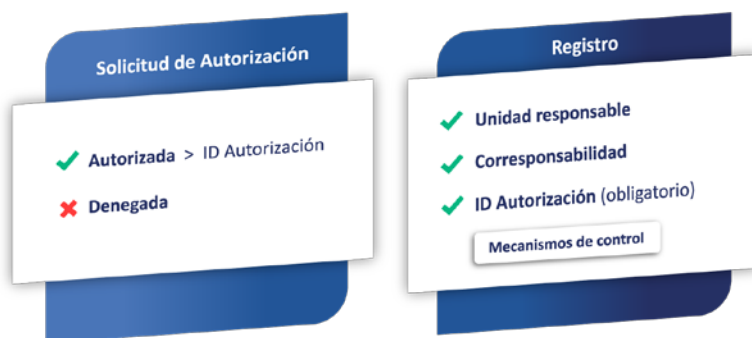 Solicitud de Autorización
Autorizada > ID Autorización
Denegada
Registro
Unidad responsable
Corresponsabilidad
ID Autorización (obligatorio)
Mecanismos de control